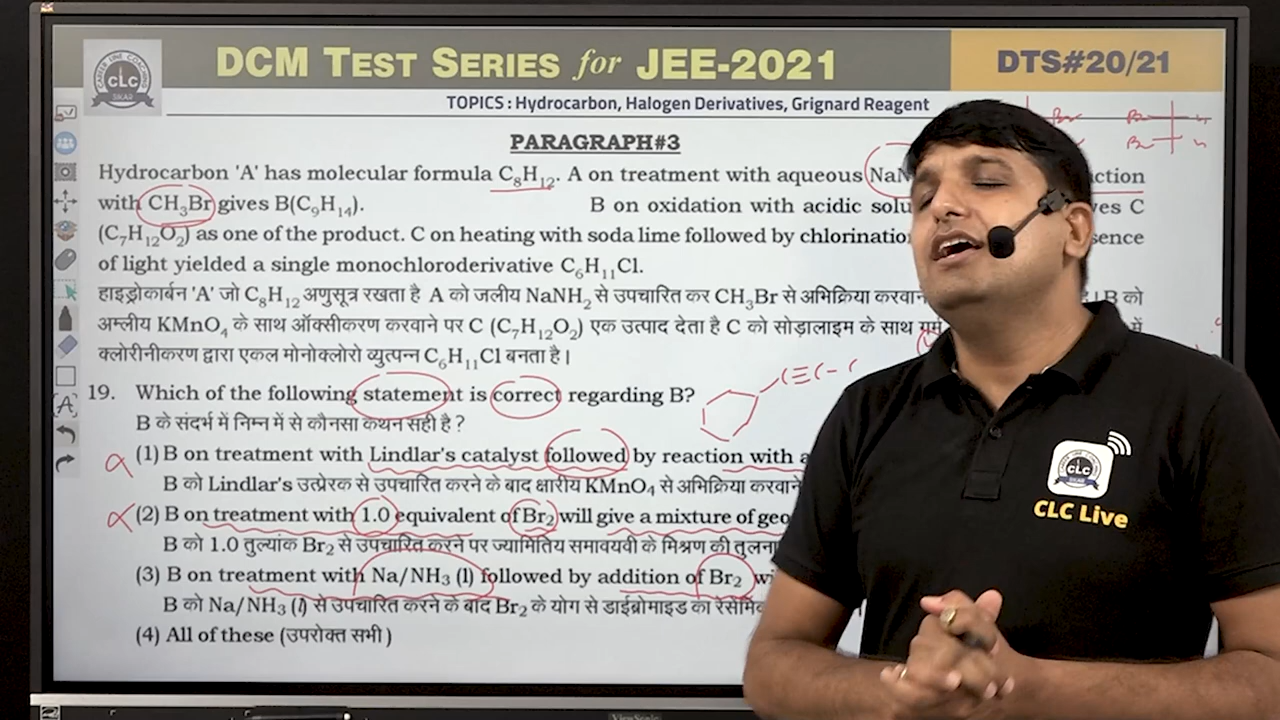 DCM TEST SERIES for JEE-2021
DTS#20/21
CLC
SIKAR
TOPICS : Hydrocarbon, Halogen Derivatives, Grignard Reagent
PARAGRAPH#3
Hydrocarbon 'A' has molecular formula C₈H₁₂. A on treatment with aqueous
with CH₃Br gives B(C₉H₁₄). B on oxidation with acidic C
(C₇H₁₂O₂) as one of the product. C on heating with soda lime followed by
of light yielded a single monochloroderivative C₆H₁₁Cl.
हाइड्रोकार्बन 'A' जो C₈H₁₂ अणुसूत्र रखता है A को जलीय NaNH₂ से उपचारित कर CH₃Br से अभिक्रिया B को
अम्लीय KMnO₄ के साथ ऑक्सीकरण करवाने पर C (C₇H₁₂O₂) एक उत्पाद देता है C को सोड़ालाइम के साथ गर्म में
क्लोरीनीकरण द्वारा एकल मोनोक्लोरो व्युत्पन्न C₆H₁₁Cl बनता है।
19. Which of the following statement is correct regarding B?
B के संदर्भ में निम्न में से कौनसा कथन सही है ?
(1) B on treatment with Lindlar's catalyst followed by reaction with
B को Lindlar's उत्प्रेरक से उपचारित करने के बाद क्षारीय KMnO₄ से अभिक्रिया
(2) B on treatment with 1.0 equivalent of Br₂ will give a mixture of
B को 1.0 तुल्यांक Br₂ से उपचारित करने पर ज्यामितीय समावयवी के मिश्रण की
(3) B on treatment with Na/NH₃ (l) followed by addition of Br₂
B को Na/NH₃ (l) से उपचारित करने के बाद Br₂ के योग से डाईब्रोमाइड का
(4) All of these (उपरोक्त सभी )
CLC
CLC Live
ViewSonic